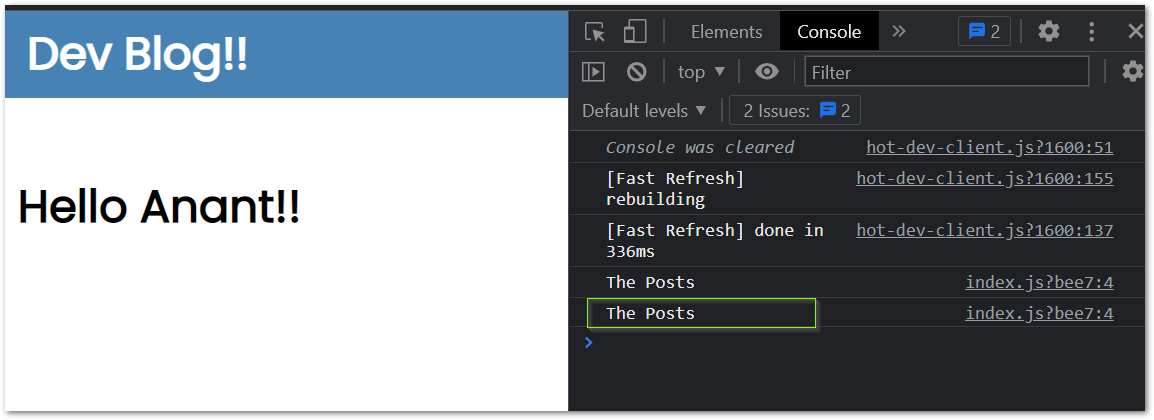 Dev Blog!!
Hello Anant!!
Elements Console 2
top Filter
Default levels 2 Issues: 2
Console was cleared hot-dev-client.js?1600:51
[Fast Refresh] hot-dev-client.js?1600:155
rebuilding
[Fast Refresh] done in hot-dev-client.js?1600:137
336ms
The Posts index.js?bee7:4
The Posts index.js?bee7:4